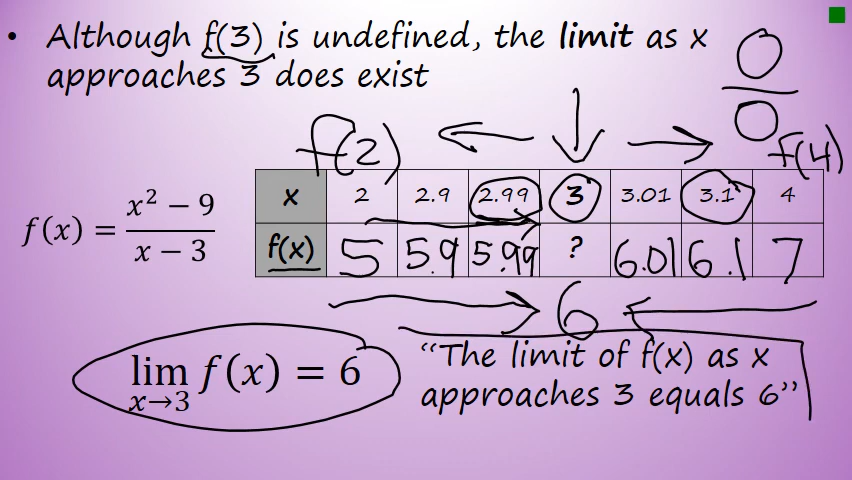 • Although f(3) is undefined, the limit as x
approaches 3 does exist
0
0
f(2)
f(4)
x 2 2.9 2.99 3 3.01 3.1 4
f(x) = x² − 9 / x − 3
f(x) 5 5.9 5.99 ? 6.01 6.1 7
6
lim x→3 f(x) = 6
“The limit of f(x) as x
approaches 3 equals 6”